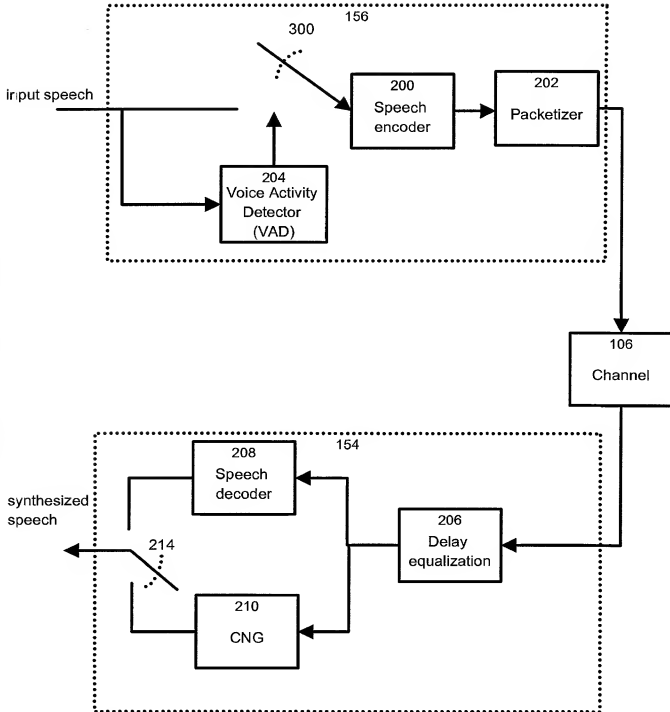 156
300
input speech
200
Speech
encoder
202
Packetizer
204
Voice Activity
Detector
(VAD)
106
Channel
154
208
Speech
decoder
synthesized
speech
214
206
Delay
equalization
210
CNG